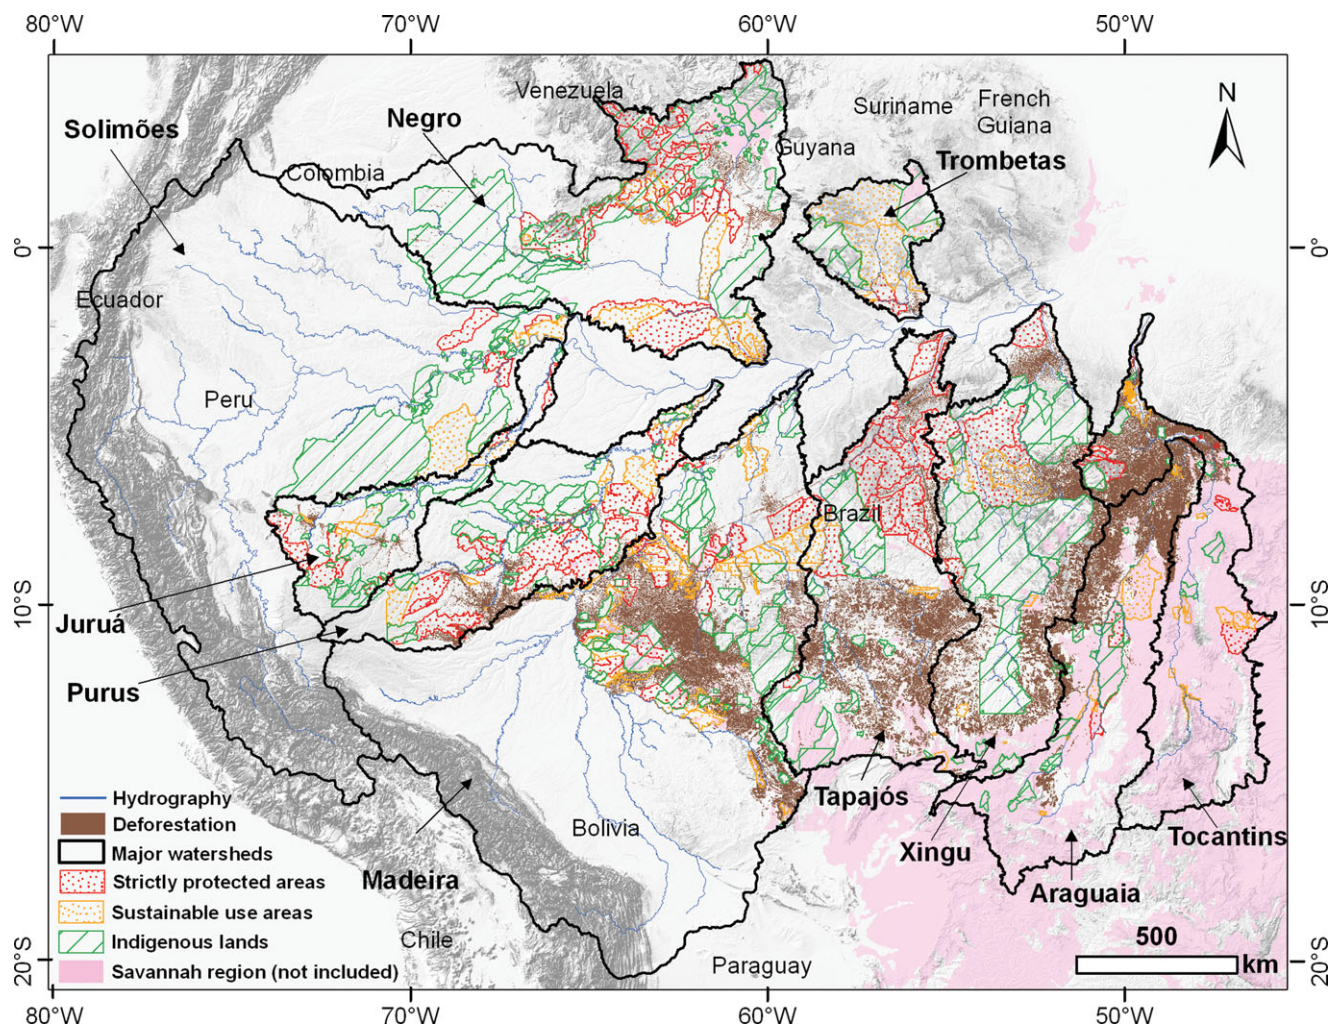 80°W
70°W
60°W
50°W
Venezuela
Suriname
French
Guiana
N
Solimões
Negro
Guyana
Trombetas
Colombia
0°
0°
Ecuador
Peru
Brazil
10°S
10°S
Juruá
Purus
Tapajós
Hydrography
Deforestation
Bolivia
Tocantins
Major watersheds
Xingu
Strictly protected areas
Madeira
Araguaia
Sustainable use areas
Indigenous lands
Chile
500
km
Savannah region (not included)
Paraguay
20°S
20°S
80°W
70°W
60°W
50°W